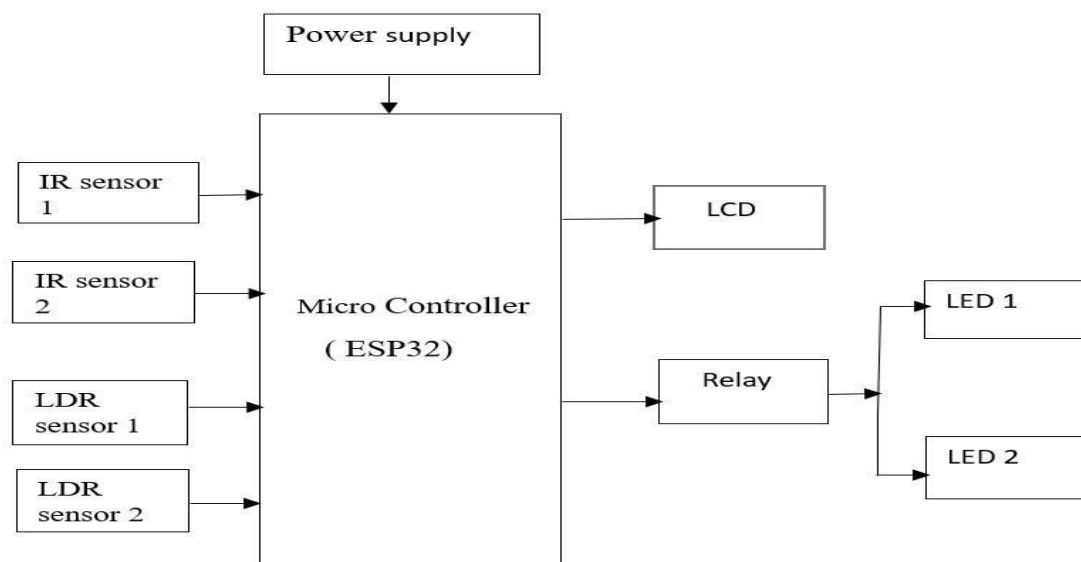 Power supply
IR sensor
1
IR sensor
2
LDR
sensor 1
LDR
sensor 2
Micro Controller
( ESP32)
LCD
Relay
LED 1
LED 2